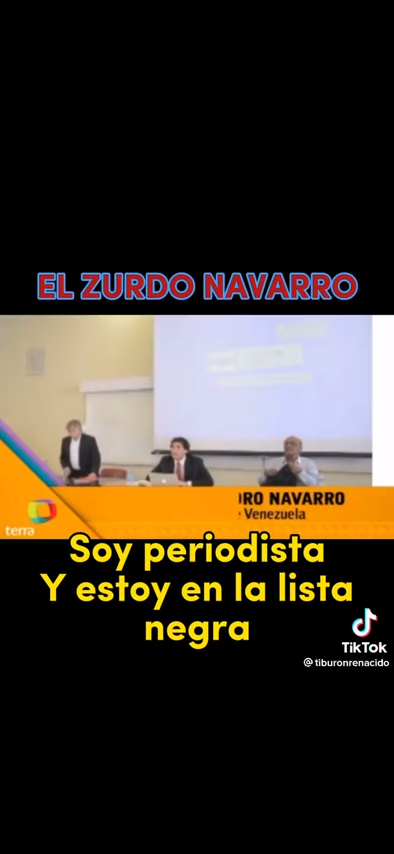 EL ZURDO NAVARRO
RO NAVARRO
Venezuela
terra
Soy periodista
Y estoy en la lista
negra
TikTok
@tiburonrenacido